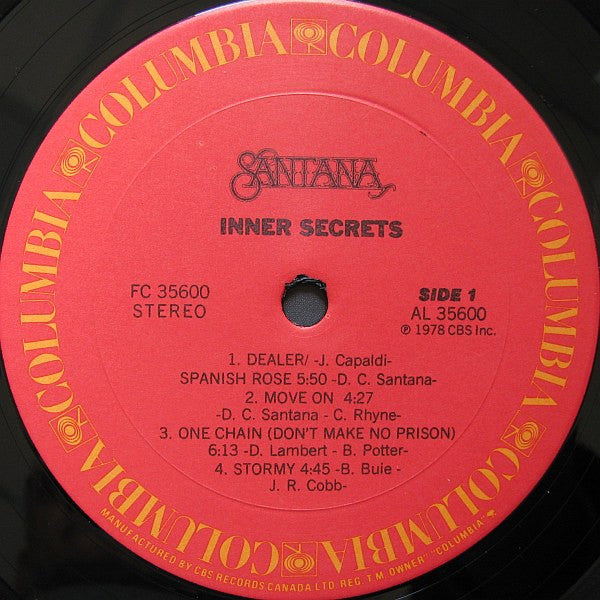 COLUMBIA COLUMBIA COLUMBIA COLUMBIA COLUMBIA COLUMBIA COLUMBIA COLUMBIA
SANTANA
INNER SECRETS
FC 35600
STEREO
SIDE 1
AL 35600
℗ 1978 CBS Inc.
1. DEALER/ -J. Capaldi-
SPANISH ROSE 5:50 -D. C. Santana-
2. MOVE ON 4:27
-D. C. Santana - C. Rhyne-
3. ONE CHAIN (DON'T MAKE NO PRISON)
6:13 -D. Lambert - B. Potter-
4. STORMY 4:45 -B. Buie -
J. R. Cobb-
MANUFACTURED BY CBS RECORDS CANADA LTD. REG. T.M. OWNER "COLUMBIA"